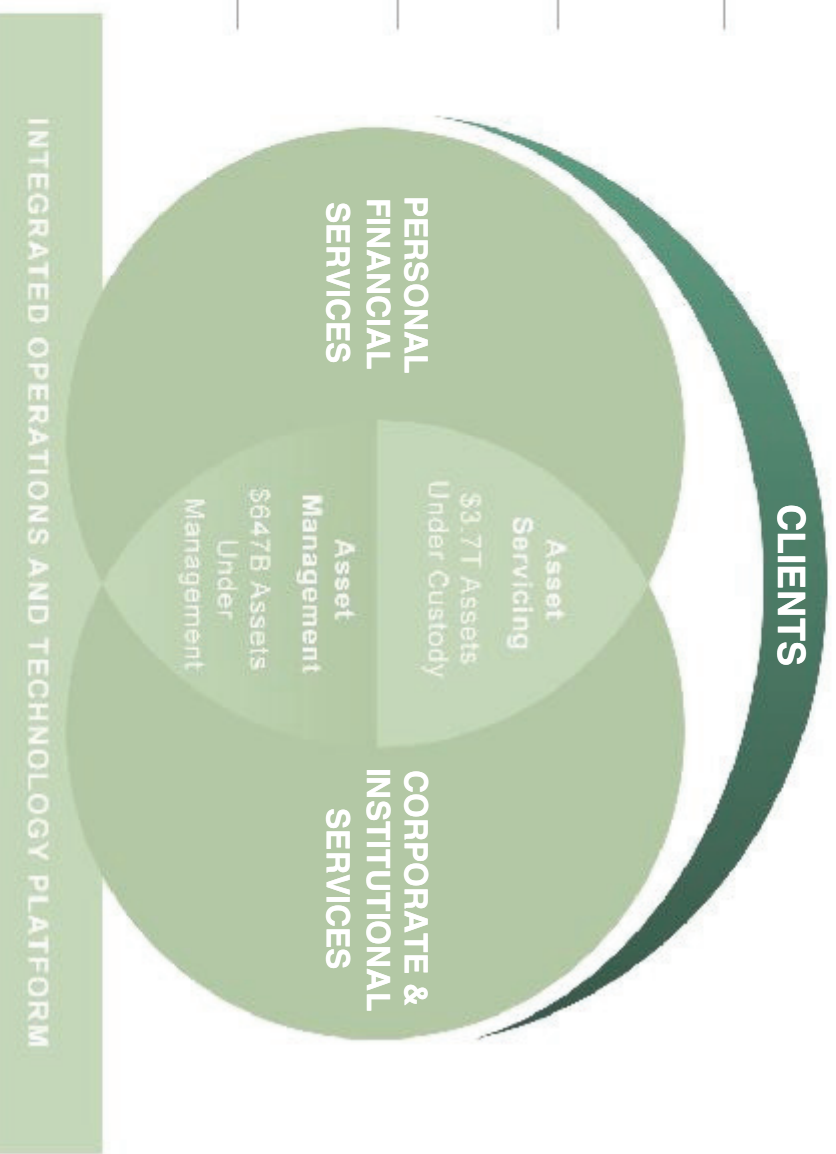 CLIENTS
PERSONAL
FINANCIAL
SERVICES
Asset
Servicing
$3.7T Assets
Under Custody
Asset
Management
$647B Assets
Under
Management
CORPORATE &
INSTITUTIONAL
SERVICES
INTEGRATED OPERATIONS AND TECHNOLOGY PLATFORM